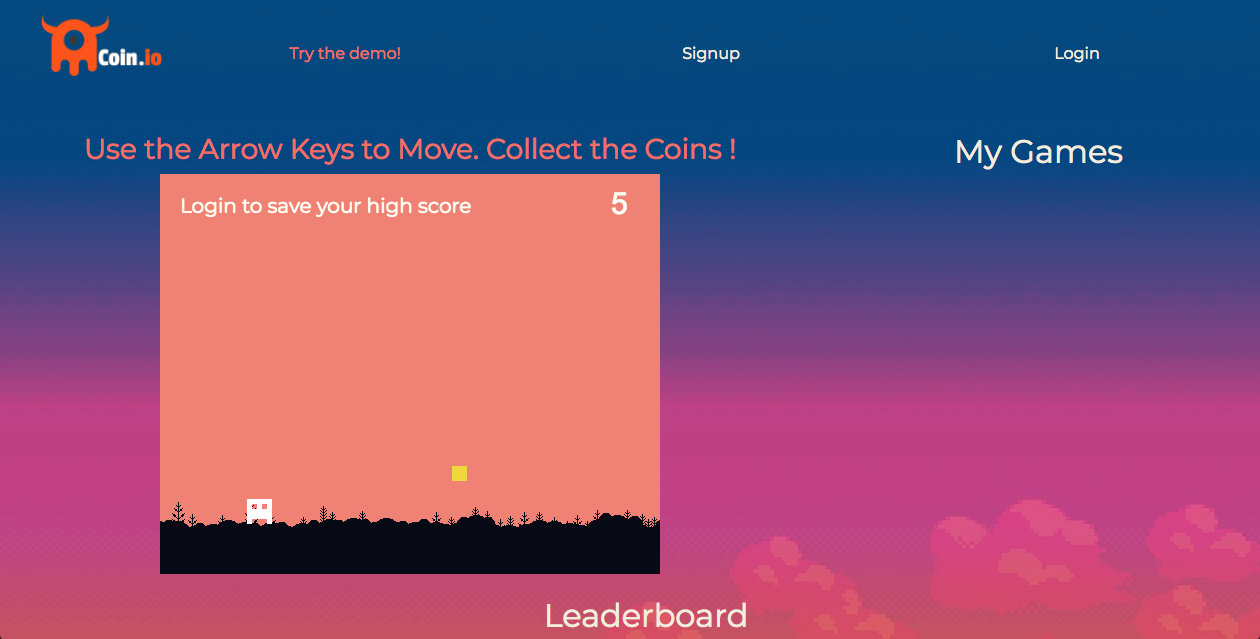 Coin.io
Try the demo!
Signup
Login
Use the Arrow Keys to Move. Collect the Coins !
My Games
Login to save your high score
5
Leaderboard